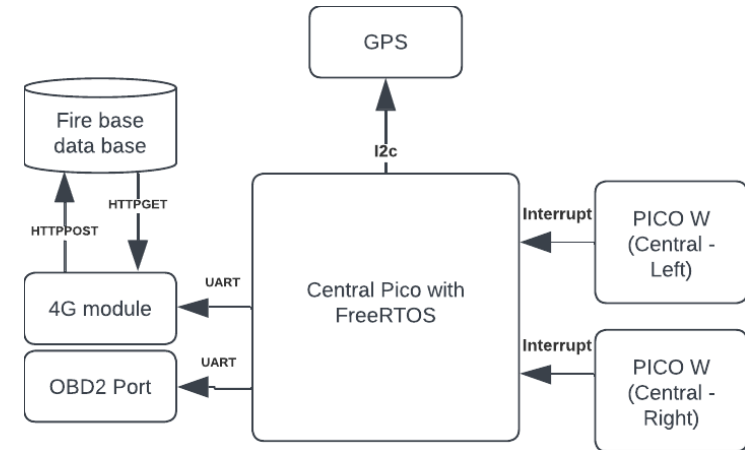 GPS
Fire base
data base
I2c
HTTPGET
HTTPPOST
Interrupt
PICO W
(Central -
Left)
UART
4G module
Central Pico with
FreeRTOS
Interrupt
UART
OBD2 Port
PICO W
(Central -
Right)